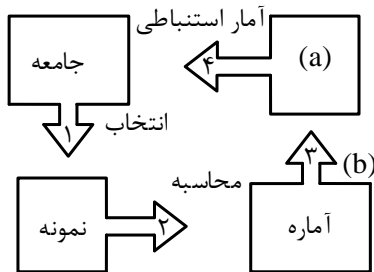 آمار استنباطی
جامعه
۴
(a)
۱
انتخاب
۳
(b)
محاسبه
نمونه
۲
آماره